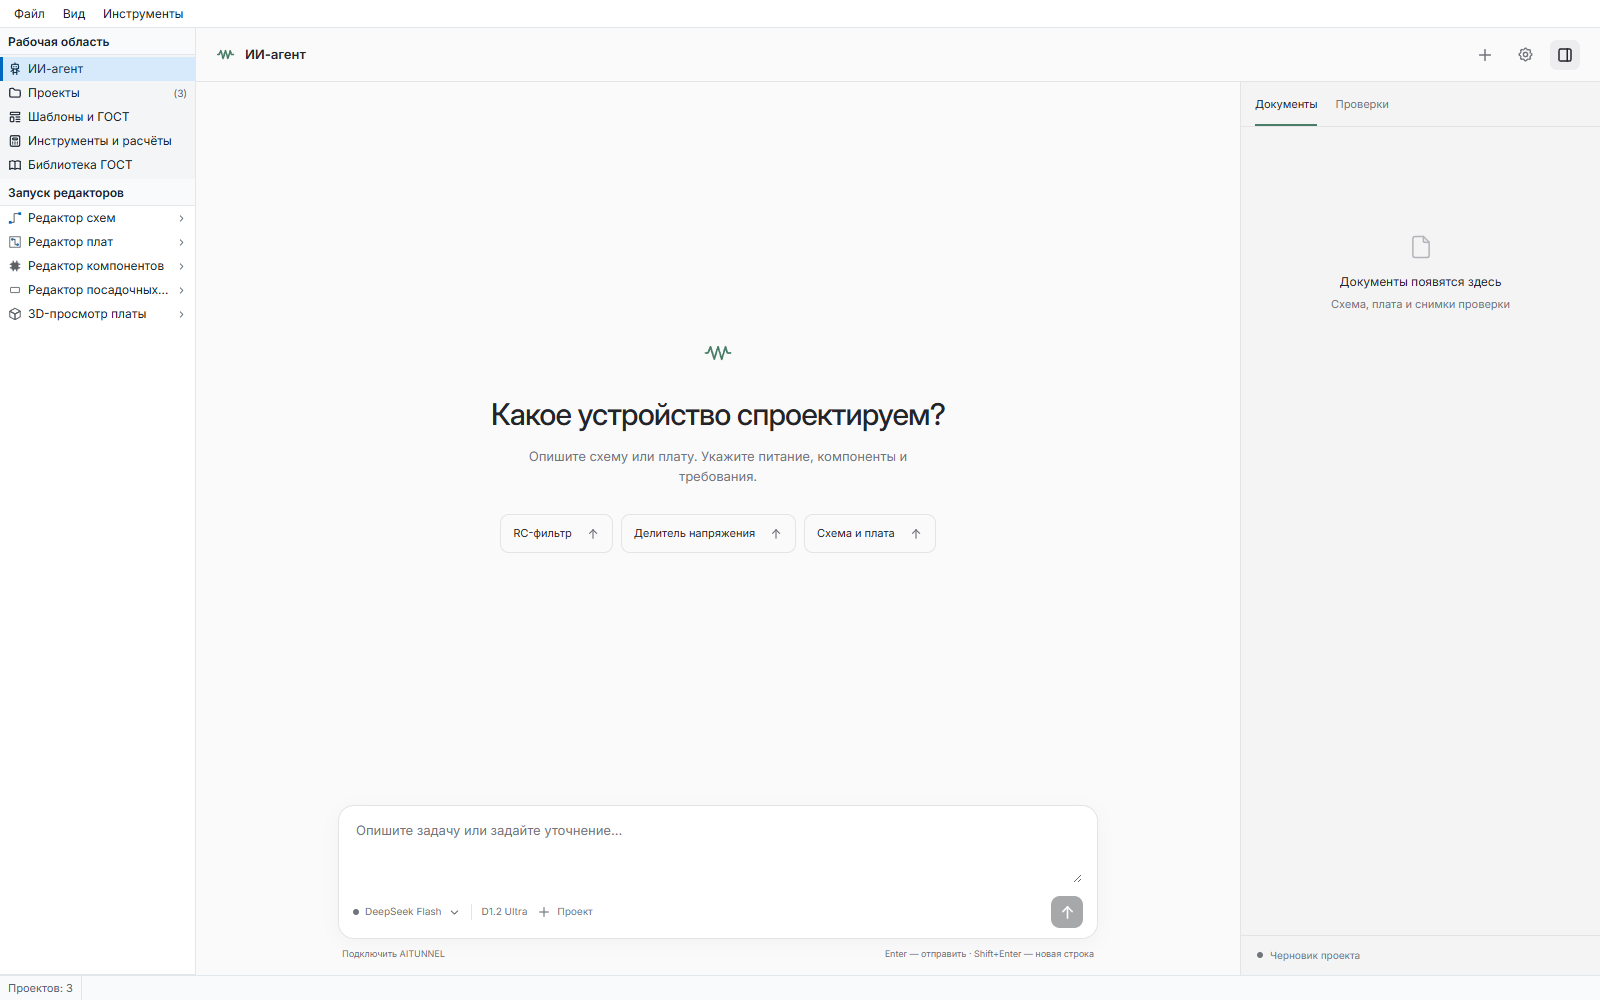 Файл Вид Инструменты
Рабочая область
ИИ-агент
Проекты (3)
Шаблоны и ГОСТ
Инструменты и расчёты
Библиотека ГОСТ
Запуск редакторов
Редактор схем
Редактор плат
Редактор компонентов
Редактор посадочных...
3D-просмотр платы
ИИ-агент
Какое устройство спроектируем?
Опишите схему или плату. Укажите питание, компоненты и
требования.
RC-фильтр Делитель напряжения Схема и плата
Опишите задачу или задайте уточнение...
DeepSeek Flash D1.2 Ultra Проект
Подключить AITUNNEL Enter — отправить · Shift+Enter — новая строка
Документы Проверки
Документы появятся здесь
Схема, плата и снимки проверки
Черновик проекта
Проектов: 3